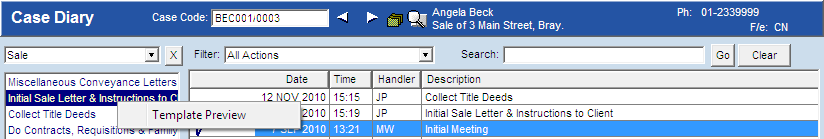 Case Diary Case Code: BEC001/0003 Angela Beck Ph: 01-2339999
Sale of 3 Main Street, Bray. F/e: CN
Sale X Filter: All Actions Search: Go Clear
Miscellaneous Conveyance Letters Date Time Handler Description
Initial Sale Letter & Instructions to C 12 NOV 2010 15:15 JP Collect Title Deeds
Collect Title Deeds Template Preview 2010 15:19 JP Initial Sale Letter & Instructions to Client
Do Contracts, Requisitions & Family 7 SEP 2010 13:21 MW Initial Meeting